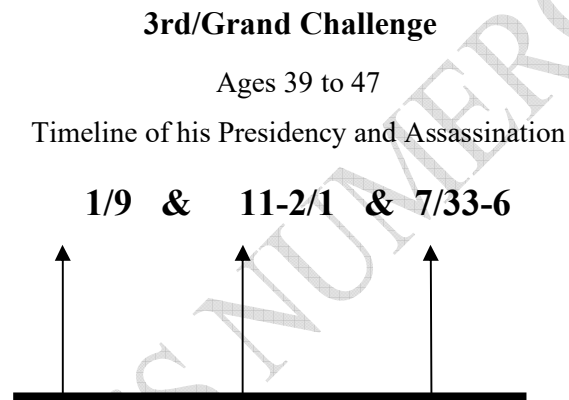 3rd/Grand Challenge
Ages 39 to 47
Timeline of his Presidency and Assassination
1/9 & 11-2/1 & 7/33-6